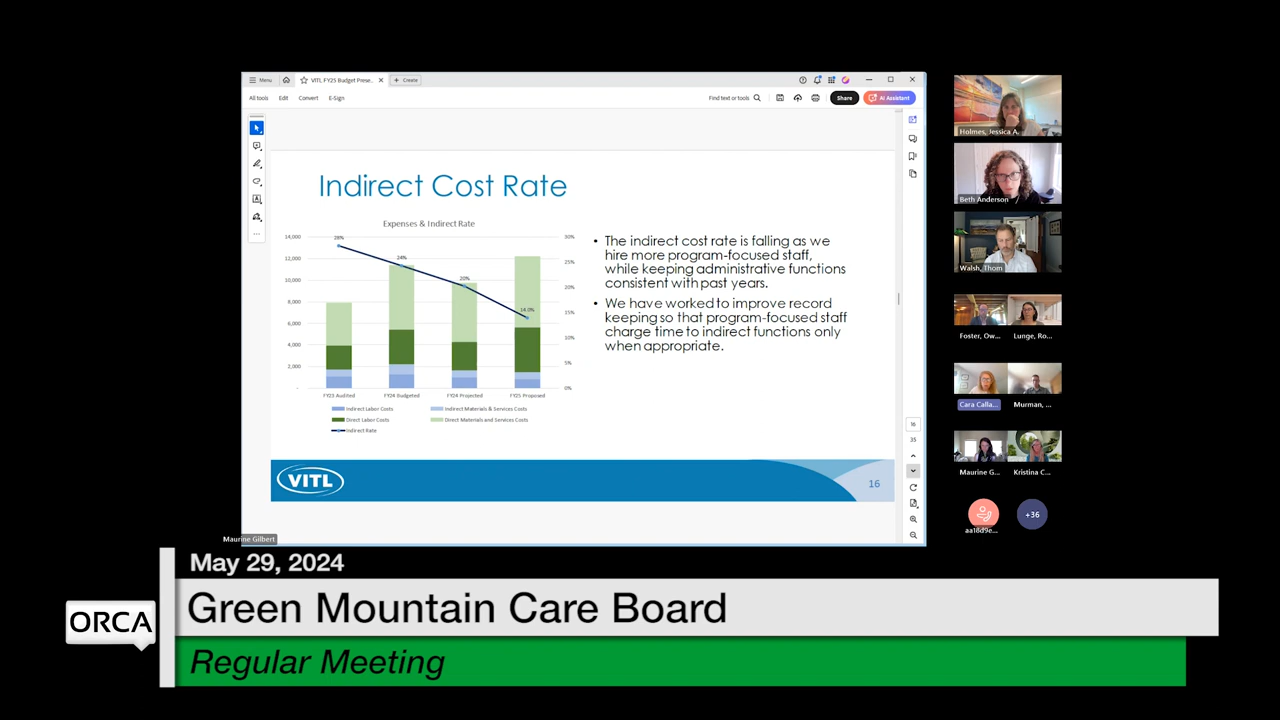 Menu
VITL FY25 Budget Prese...
Create
All tools
Edit
Convert
E-Sign
Find text or tools
Share
AI Assistant
Indirect Cost Rate
Expenses & Indirect Rate
14,000
12,000
10,000
8,000
6,000
4,000
2,000
-
30%
25%
20%
15%
10%
5%
0%
28%
24%
20%
14.0%
FY23 Audited
FY24 Budgeted
FY24 Projected
FY25 Proposed
Indirect Labor Costs
Indirect Materials & Services Costs
Direct Labor Costs
Direct Materials and Services Costs
Indirect Rate
• The indirect cost rate is falling as we
hire more program-focused staff,
while keeping administrative functions
consistent with past years.
• We have worked to improve record
keeping so that program-focused staff
charge time to indirect functions only
when appropriate.
VITL
16
16
35
Maurine Gilbert
Holmes, Jessica A.
Beth Anderson
Walsh, Thom
Foster, Ow...
Lunge, Ro...
Cara Calla...
Murman, ...
Maurine G...
Kristina C...
aa18d9e...
+36
May 29, 2024
ORCA
Green Mountain Care Board
Regular Meeting